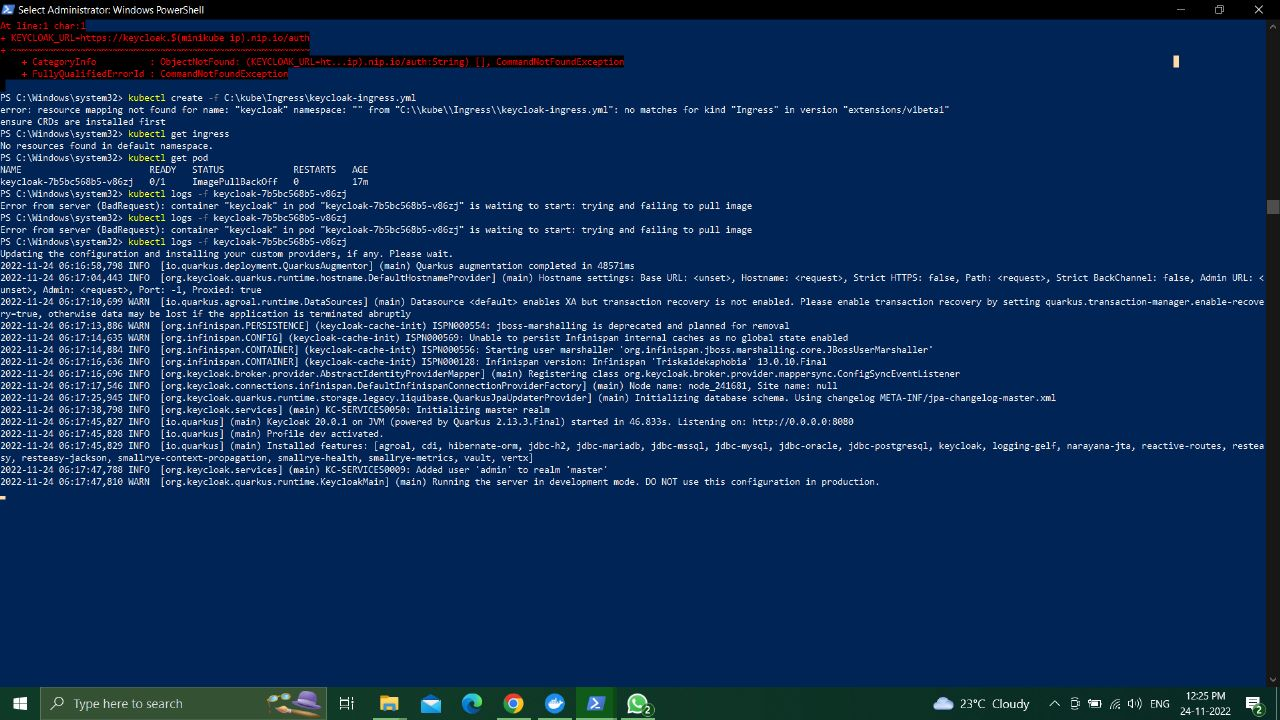 Select Administrator: Windows PowerShell
At line:1 char:1
+ KEYCLOAK_URL=https://keycloak.$(minikube ip).nip.io/auth
+ ~~~~~~~~~~~~~~~~~~~~~~~~~~~~~~~~~~~~~~~~~~~~~~~~~~~~~~~~
+ CategoryInfo : ObjectNotFound: (KEYCLOAK_URL=ht...ip).nip.io/auth:String) [], CommandNotFoundException
+ FullyQualifiedErrorId : CommandNotFoundException
PS C:\Windows\system32> kubectl create -f C:\kube\Ingress\keycloak-ingress.yml
error: resource mapping not found for name: "keycloak" namespace: "" from "C:\\kube\\Ingress\\keycloak-ingress.yml": no matches for kind "Ingress" in version "extensions/v1beta1"
ensure CRDs are installed first
PS C:\Windows\system32> kubectl get ingress
No resources found in default namespace.
PS C:\Windows\system32> kubectl get pod
NAME READY STATUS RESTARTS AGE
keycloak-7b5bc568b5-v86zj 0/1 ImagePullBackOff 0 17m
PS C:\Windows\system32> kubectl logs -f keycloak-7b5bc568b5-v86zj
Error from server (BadRequest): container "keycloak" in pod "keycloak-7b5bc568b5-v86zj" is waiting to start: trying and failing to pull image
PS C:\Windows\system32> kubectl logs -f keycloak-7b5bc568b5-v86zj
Error from server (BadRequest): container "keycloak" in pod "keycloak-7b5bc568b5-v86zj" is waiting to start: trying and failing to pull image
PS C:\Windows\system32> kubectl logs -f keycloak-7b5bc568b5-v86zj
Updating the configuration and installing your custom providers, if any. Please wait.
2022-11-24 06:16:58,798 INFO [io.quarkus.deployment.QuarkusAugmentor] (main) Quarkus augmentation completed in 48571ms
2022-11-24 06:17:04,443 INFO [org.keycloak.quarkus.runtime.hostname.DefaultHostnameProvider] (main) Hostname settings: Base URL: <unset>, Hostname: <request>, Strict HTTPS: false, Path: <request>, Strict BackChannel: false, Admin URL: <
unset>, Admin: <request>, Port: -1, Proxied: true
2022-11-24 06:17:10,699 WARN [io.quarkus.agroal.runtime.DataSources] (main) Datasource <default> enables XA but transaction recovery is not enabled. Please enable transaction recovery by setting quarkus.transaction-manager.enable-recove
ry=true, otherwise data may be lost if the application is terminated abruptly
2022-11-24 06:17:13,886 WARN [org.infinispan.PERSISTENCE] (keycloak-cache-init) ISPN000554: jboss-marshalling is deprecated and planned for removal
2022-11-24 06:17:14,635 WARN [org.infinispan.CONFIG] (keycloak-cache-init) ISPN000569: Unable to persist Infinispan internal caches as no global state enabled
2022-11-24 06:17:14,884 INFO [org.infinispan.CONTAINER] (keycloak-cache-init) ISPN000556: Starting user marshaller 'org.infinispan.jboss.marshalling.core.JBossUserMarshaller'
2022-11-24 06:17:16,636 INFO [org.infinispan.CONTAINER] (keycloak-cache-init) ISPN000128: Infinispan version: Infinispan 'Triskaidekaphobia' 13.0.10.Final
2022-11-24 06:17:16,696 INFO [org.keycloak.broker.provider.AbstractIdentityProviderMapper] (main) Registering class org.keycloak.broker.provider.mappersync.ConfigSyncEventListener
2022-11-24 06:17:17,546 INFO [org.keycloak.connections.infinispan.DefaultInfinispanConnectionProviderFactory] (main) Node name: node_241681, Site name: null
2022-11-24 06:17:25,945 INFO [org.keycloak.quarkus.runtime.storage.legacy.liquibase.QuarkusJpaUpdaterProvider] (main) Initializing database schema. Using changelog META-INF/jpa-changelog-master.xml
2022-11-24 06:17:38,798 INFO [org.keycloak.services] (main) KC-SERVICES0050: Initializing master realm
2022-11-24 06:17:45,827 INFO [io.quarkus] (main) Keycloak 20.0.1 on JVM (powered by Quarkus 2.13.3.Final) started in 46.833s. Listening on: http://0.0.0.0:8080
2022-11-24 06:17:45,828 INFO [io.quarkus] (main) Profile dev activated.
2022-11-24 06:17:45,829 INFO [io.quarkus] (main) Installed features: [agroal, cdi, hibernate-orm, jdbc-h2, jdbc-mariadb, jdbc-mssql, jdbc-mysql, jdbc-oracle, jdbc-postgresql, keycloak, logging-gelf, narayana-jta, reactive-routes, restea
sy, resteasy-jackson, smallrye-context-propagation, smallrye-health, smallrye-metrics, vault, vertx]
2022-11-24 06:17:47,788 INFO [org.keycloak.services] (main) KC-SERVICES0009: Added user 'admin' to realm 'master'
2022-11-24 06:17:47,810 WARN [org.keycloak.quarkus.runtime.KeycloakMain] (main) Running the server in development mode. DO NOT use this configuration in production.
Type here to search
2
23°C Cloudy
ENG
12:25 PM
24-11-2022
2